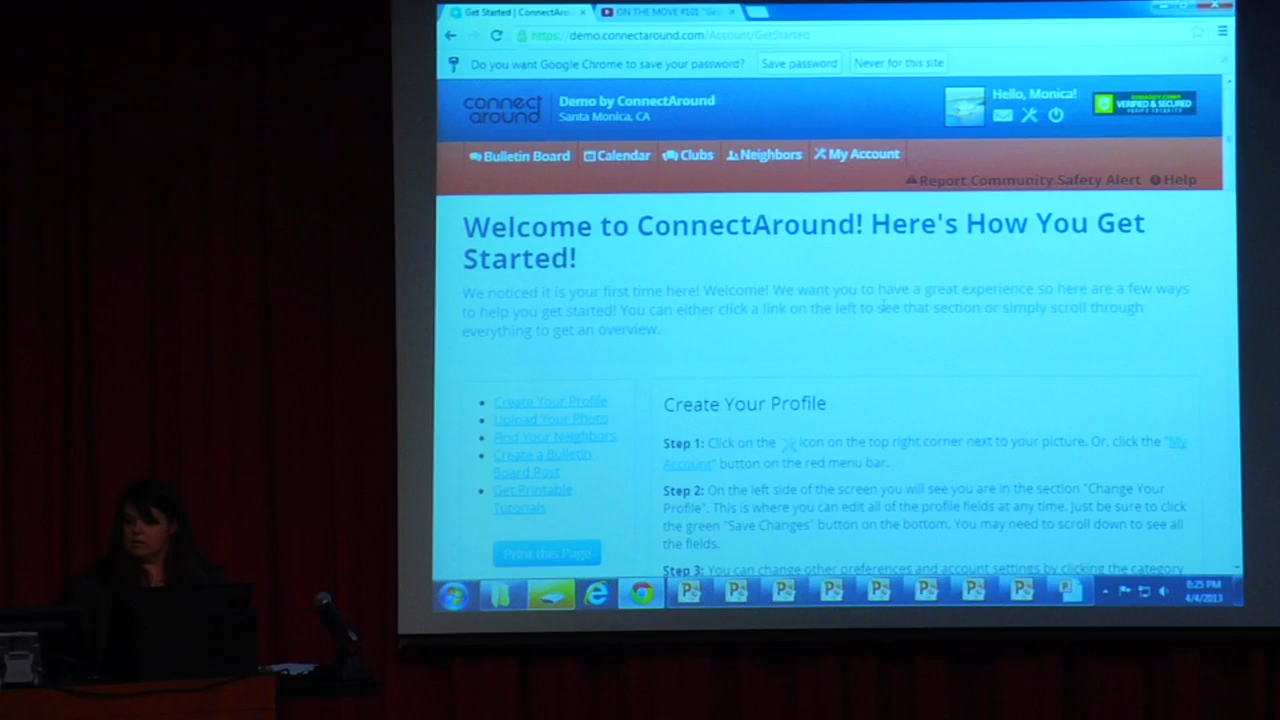 Get Started | ConnectArou
ON THE MOVE #101 "Get
https://demo.connectaround.com/Account/GetStarted
Do you want Google Chrome to save your password? Save password Never for this site
connect around
Demo by ConnectAround
Santa Monica, CA
Hello, Monica!
VERIFIED & SECURED
VERIFY SECURITY
Bulletin Board Calendar Clubs Neighbors My Account
Report Community Safety Alert Help
Welcome to ConnectAround! Here's How You Get
Started!
We noticed it is your first time here! Welcome! We want you to have a great experience so here are a few ways
to help you get started! You can either click a link on the left to see that section or simply scroll through
everything to get an overview.
Create Your Profile
Upload Your Photo
Find Your Neighbors
Create a Bulletin
Board Post
Get Printable
Tutorials
Print this Page
Create Your Profile
Step 1: Click on the icon on the top right corner next to your picture. Or, click the "My
Account" button on the red menu bar.
Step 2: On the left side of the screen you will see you are in the section "Change Your
Profile". This is where you can edit all of the profile fields at any time. Just be sure to click
the green "Save Changes" button on the bottom. You may need to scroll down to see all
the fields.
Step 3: You can change other preferences and account settings by clicking the category
8:25 PM
4/4/2013